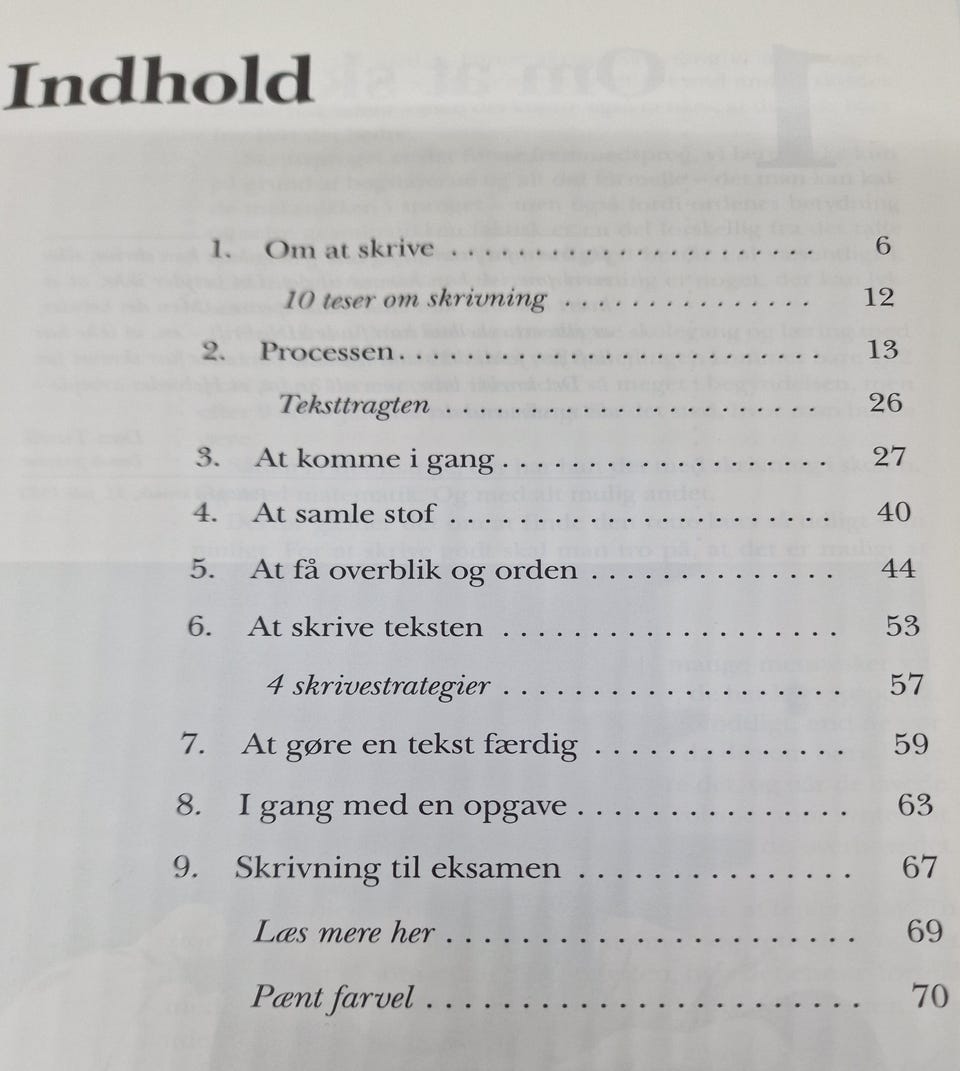 Indhold
1. Om at skrive . . . . . . . . . . . . . . . . . . 6
10 teser om skrivning . . . . . . . . . . . . . 12
2. Processen. . . . . . . . . . . . . . . . . . . . . 13
Teksttragten . . . . . . . . . . . . . . . . . . . 26
3. At komme i gang. . . . . . . . . . . . . . . . 27
4. At samle stof . . . . . . . . . . . . . . . . . . 40
5. At få overblik og orden . . . . . . . . . . . . 44
6. At skrive teksten . . . . . . . . . . . . . . . . 53
4 skrivestrategier . . . . . . . . . . . . . . . . 57
7. At gøre en tekst færdig . . . . . . . . . . . . 59
8. I gang med en opgave . . . . . . . . . . . . . 63
9. Skrivning til eksamen . . . . . . . . . . . . . 67
Læs mere her . . . . . . . . . . . . . . . . . . . 69
Pænt farvel . . . . . . . . . . . . . . . . . . . . 70